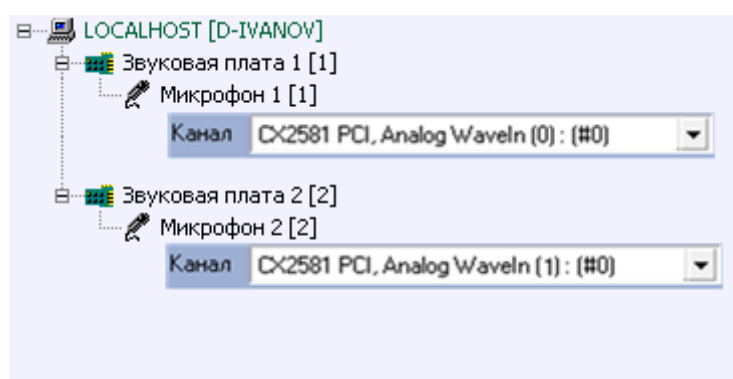 LOCALHOST [D-IVANOV]
Звуковая плата 1 [1]
Микрофон 1 [1]
Канал CX2581 PCI, Analog WaveIn (0) : (#0)
Звуковая плата 2 [2]
Микрофон 2 [2]
Канал CX2581 PCI, Analog WaveIn (1) : (#0)